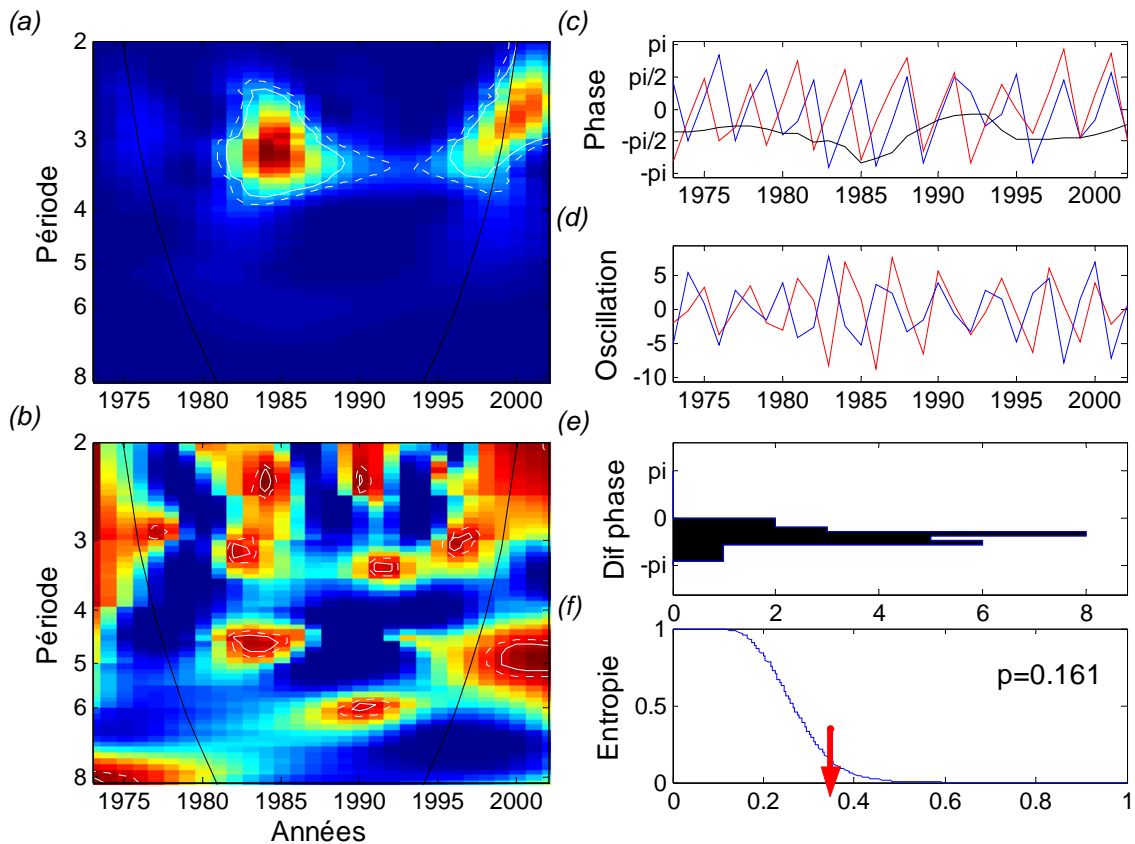 (a)
2
3
4
5
6
8
Période
1975 1980 1985 1990 1995 2000
(b)
2
3
4
5
6
8
Période
1975 1980 1985 1990 1995 2000
Années
(c)
pi
pi/2
0
-pi/2
-pi
Phase
1975 1980 1985 1990 1995 2000
(d)
5
0
-5
-10
Oscillation
1975 1980 1985 1990 1995 2000
(e)
pi
0
-pi
Dif phase
0 2 4 6 8
(f)
1
0.5
0
Entropie
p=0.161
0 0.2 0.4 0.6 0.8 1